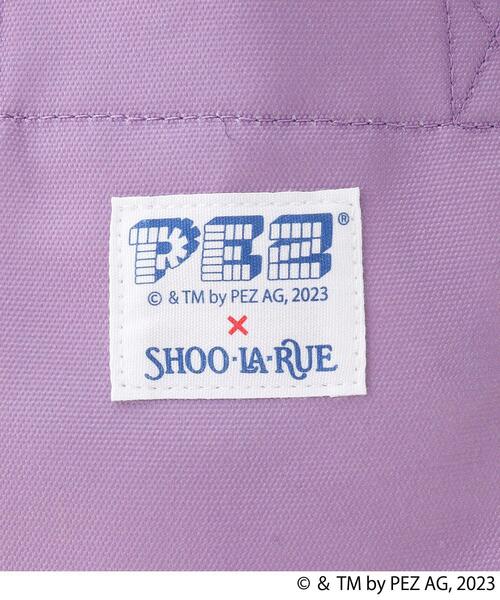 PEZ®
© & TM by PEZ AG, 2023
×
SHOO·LA·RUE
© & TM by PEZ AG, 2023